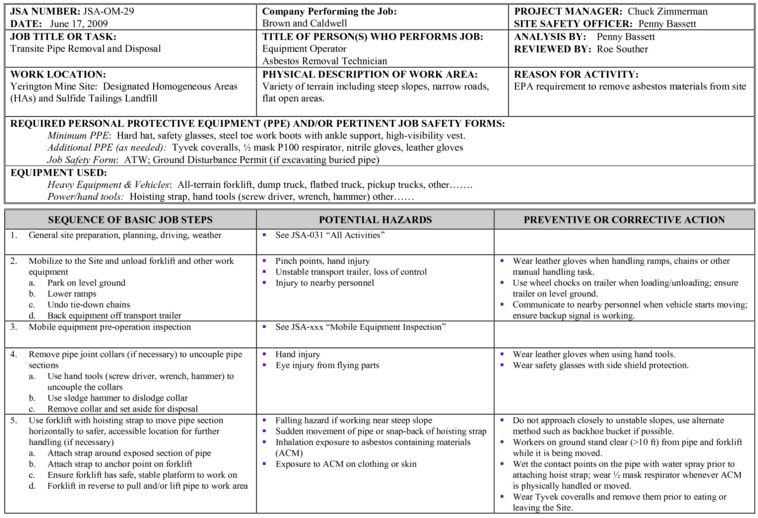 JSA NUMBER: JSA-OM-29
DATE: June 17, 2009
Company Performing the Job:
Brown and Caldwell
PROJECT MANAGER: Chuck Zimmerman
SITE SAFETY OFFICER: Penny Bassett
JOB TITLE OR TASK:
Transite Pipe Removal and Disposal
TITLE OF PERSON(S) WHO PERFORMS JOB:
Equipment Operator
Asbestos Removal Technician
ANALYSIS BY: Penny Bassett
REVIEWED BY: Roe Souther
WORK LOCATION:
Yerington Mine Site: Designated Homogeneous Areas
(HAs) and Sulfide Tailings Landfill
PHYSICAL DESCRIPTION OF WORK AREA:
Variety of terrain including steep slopes, narrow roads,
flat open areas.
REASON FOR ACTIVITY:
EPA requirement to remove asbestos materials from site
REQUIRED PERSONAL PROTECTIVE EQUIPMENT (PPE) AND/OR PERTINENT JOB SAFETY FORMS:
Minimum PPE: Hard hat, safety glasses, steel toe work boots with ankle support, high-visibility vest.
Additional PPE (as needed): Tyvek coveralls, ½ mask P100 respirator, nitrile gloves, leather gloves
Job Safety Form: ATW; Ground Disturbance Permit (if excavating buried pipe)
EQUIPMENT USED:
Heavy Equipment & Vehicles: All-terrain forklift, dump truck, flatbed truck, pickup trucks, other…….
Power/hand tools: Hoisting strap, hand tools (screw driver, wrench, hammer) other……
SEQUENCE OF BASIC JOB STEPS
POTENTIAL HAZARDS
PREVENTIVE OR CORRECTIVE ACTION
1. General site preparation, planning, driving, weather
▪ See JSA-031 “All Activities”
2. Mobilize to the Site and unload forklift and other work
equipment
a. Park on level ground
b. Lower ramps
c. Undo tie-down chains
d. Back equipment off transport trailer
▪ Pinch points, hand injury
▪ Unstable transport trailer, loss of control
▪ Injury to nearby personnel
▪ Wear leather gloves when handling ramps, chains or other
manual handling task.
▪ Use wheel chocks on trailer when loading/unloading; ensure
trailer on level ground.
▪ Communicate to nearby personnel when vehicle starts moving;
ensure backup signal is working.
3. Mobile equipment pre-operation inspection
▪ See JSA-xxx “Mobile Equipment Inspection”
4. Remove pipe joint collars (if necessary) to uncouple pipe
sections
a. Use hand tools (screw driver, wrench, hammer) to
uncouple the collars
b. Use sledge hammer to dislodge collar
c. Remove collar and set aside for disposal
▪ Hand injury
▪ Eye injury from flying parts
▪ Wear leather gloves when using hand tools.
▪ Wear safety glasses with side shield protection.
5. Use forklift with hoisting strap to move pipe section
horizontally to safer, accessible location for further
handling (if necessary)
a. Attach strap around exposed section of pipe
b. Attach strap to anchor point on forklift
c. Ensure forklift has safe, stable platform to work on
d. Forklift in reverse to pull and/or lift pipe to work area
▪ Falling hazard if working near steep slope
▪ Sudden movement of pipe or snap-back of hoisting strap
▪ Inhalation exposure to asbestos containing materials
(ACM)
▪ Exposure to ACM on clothing or skin
▪ Do not approach closely to unstable slopes, use alternate
method such as backhoe bucket if possible.
▪ Workers on ground stand clear (>10 ft) from pipe and forklift
while it is being moved.
▪ Wet the contact points on the pipe with water spray prior to
attaching hoist strap; wear ½ mask respirator whenever ACM
is physically handled or moved.
▪ Wear Tyvek coveralls and remove them prior to eating or
leaving the Site.